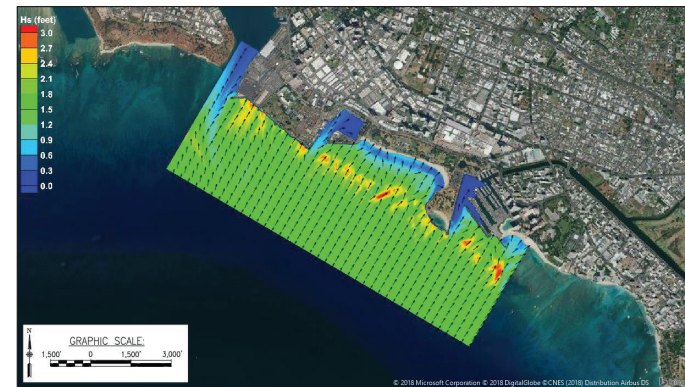 Hs (feet)
3.0
2.7
2.4
2.1
1.8
1.5
1.2
0.9
0.6
0.3
0.0
N
GRAPHIC SCALE:
1,500' 0 1,500' 3,000'
© 2018 Microsoft Corporation © 2018 DigitalGlobe ©CNES (2018) Distribution Airbus DS